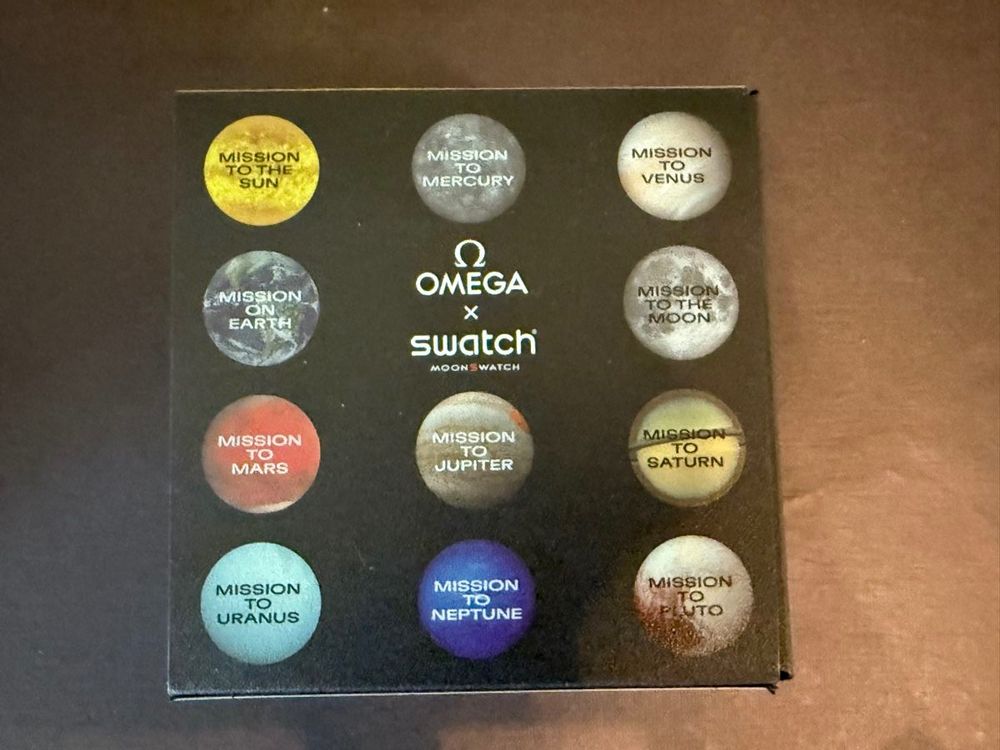 MISSION
TO THE
SUN
MISSION
TO
MERCURY
MISSION
TO
VENUS
MISSION
ON
EARTH
Ω
OMEGA
x
swatch®
MOONSWATCH
MISSION
TO THE
MOON
MISSION
TO
MARS
MISSION
TO
JUPITER
MISSION
TO
SATURN
MISSION
TO
URANUS
MISSION
TO
NEPTUNE
MISSION
TO
PLUTO